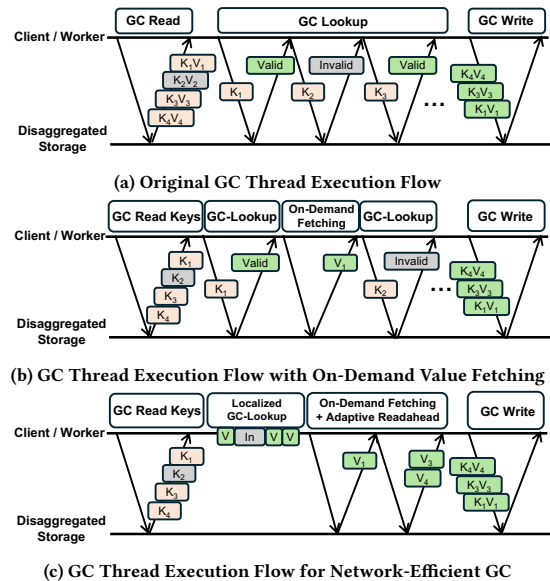 GC Read GC Lookup GC Write
Client / Worker
K₁V₁ Valid Invalid Valid
K₂V₂
K₃V₃ K₁ K₂ K₃ K₄V₄
K₄V₄ ... K₃V₃
K₁V₁
Disaggregated
Storage
(a) Original GC Thread Execution Flow
GC Read Keys GC-Lookup On-Demand Fetching GC-Lookup GC Write
Client / Worker
K₁ Valid V₁ Invalid
K₂
K₃ K₁ K₂ K₄V₄
K₄ ... K₃V₃
K₁V₁
Disaggregated
Storage
(b) GC Thread Execution Flow with On-Demand Value Fetching
GC Read Keys Localized GC-Lookup On-Demand Fetching + Adaptive Readahead GC Write
Client / Worker
V In V V
K₁ V₁ V₃ K₄V₄
K₂ V₄ K₃V₃
K₃ K₁V₁
K₄
Disaggregated
Storage
(c) GC Thread Execution Flow for Network-Efficient GC